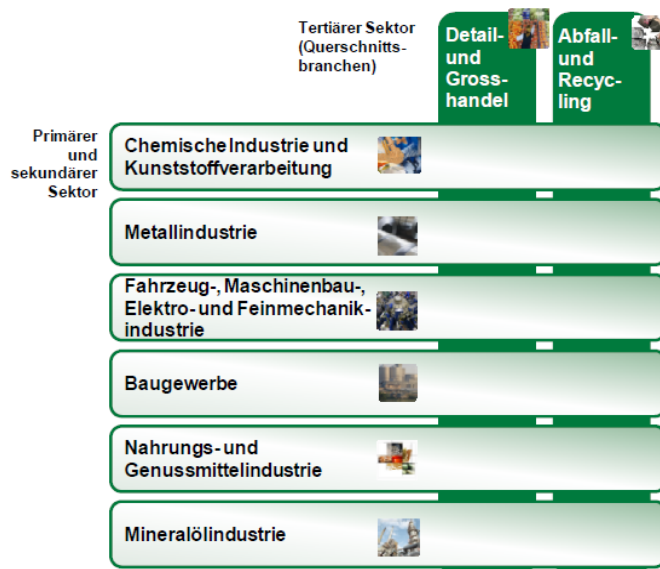 Tertiärer Sektor
(Querschnitts-
branchen)
Detail-
und
Gross-
handel
Abfall-
und
Recyc-
ling
Primärer
und
sekundärer
Sektor
Chemische Industrie und
Kunststoffverarbeitung
Metallindustrie
Fahrzeug-, Maschinenbau-,
Elektro- und Feinmechanik-
industrie
Baugewerbe
Nahrungs- und
Genussmittelindustrie
Mineralölindustrie